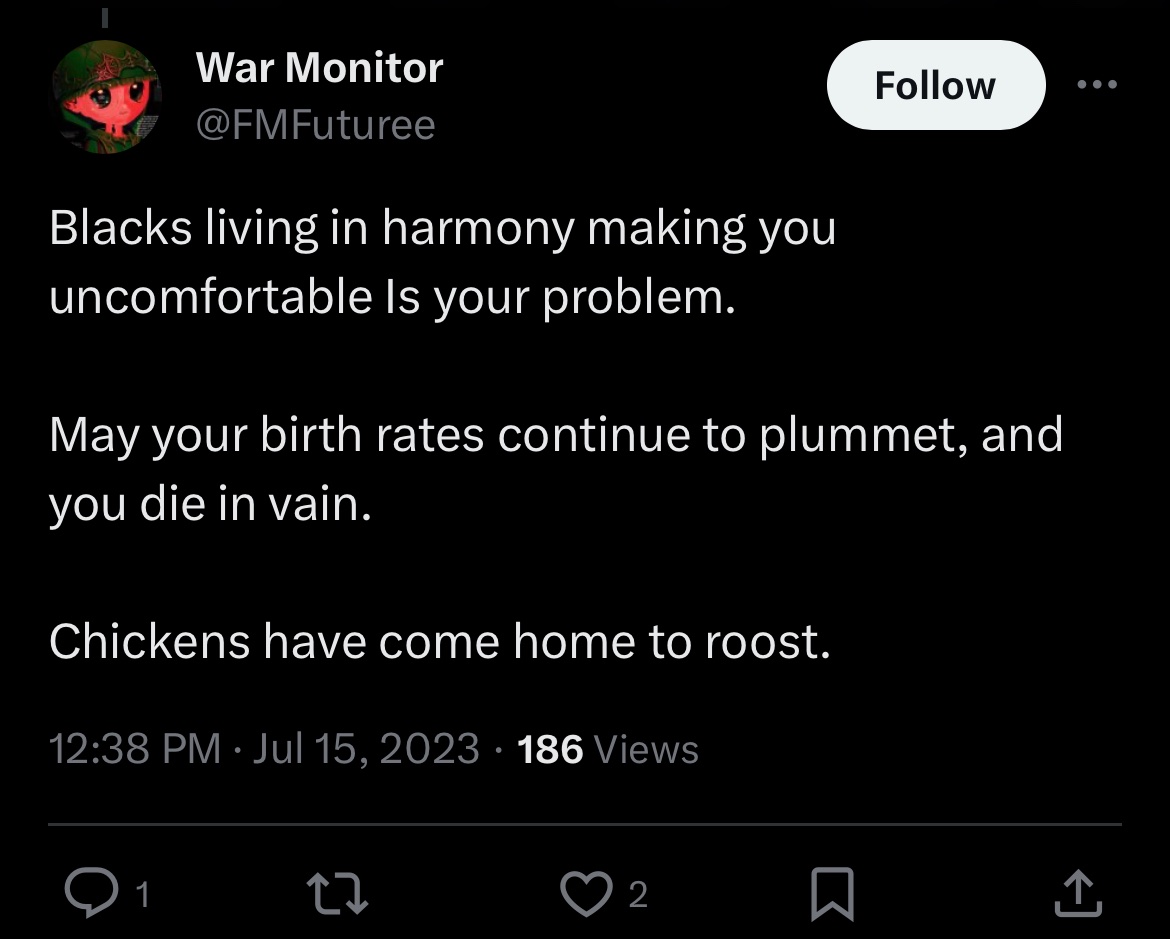 War Monitor
@FMFuturee
Follow
Blacks living in harmony making you
uncomfortable Is your problem.
May your birth rates continue to plummet, and
you die in vain.
Chickens have come home to roost.
12:38 PM · Jul 15, 2023 · 186 Views
1
2